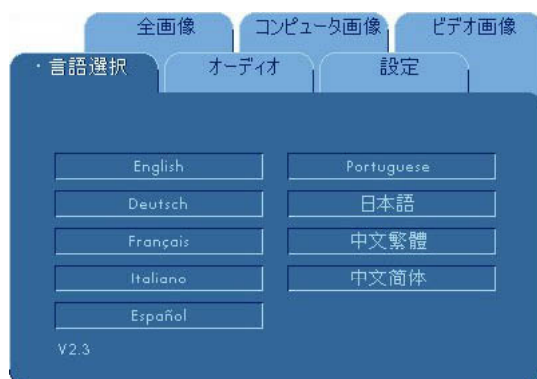 全画像 コンピュータ画像 ビデオ画像
・言語選択 オーディオ 設定
English Portuguese
Deutsch 日本語
Français 中文繁體
Italiano 中文简体
Español
V2.3